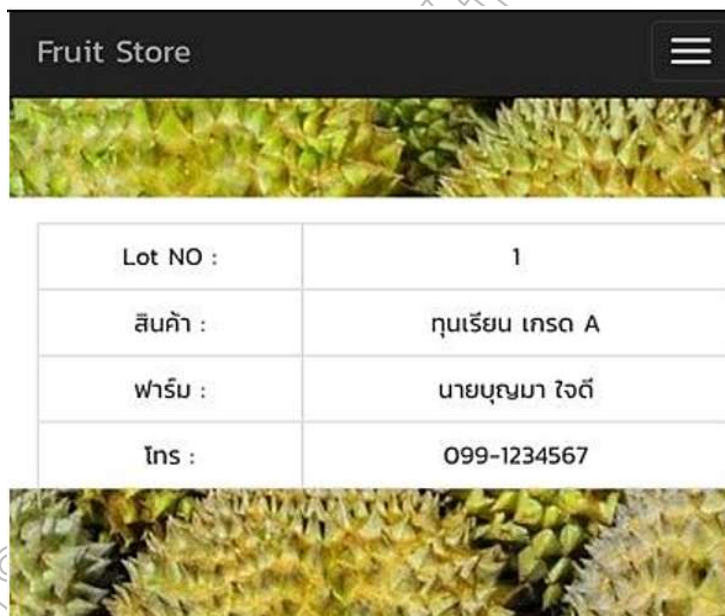 Fruit Store
Lot NO : 1
สินค้า : ทุนเรียน เกรด A
ฟาร์ม : นายบุญมา ใจดี
โทร : 099-1234567